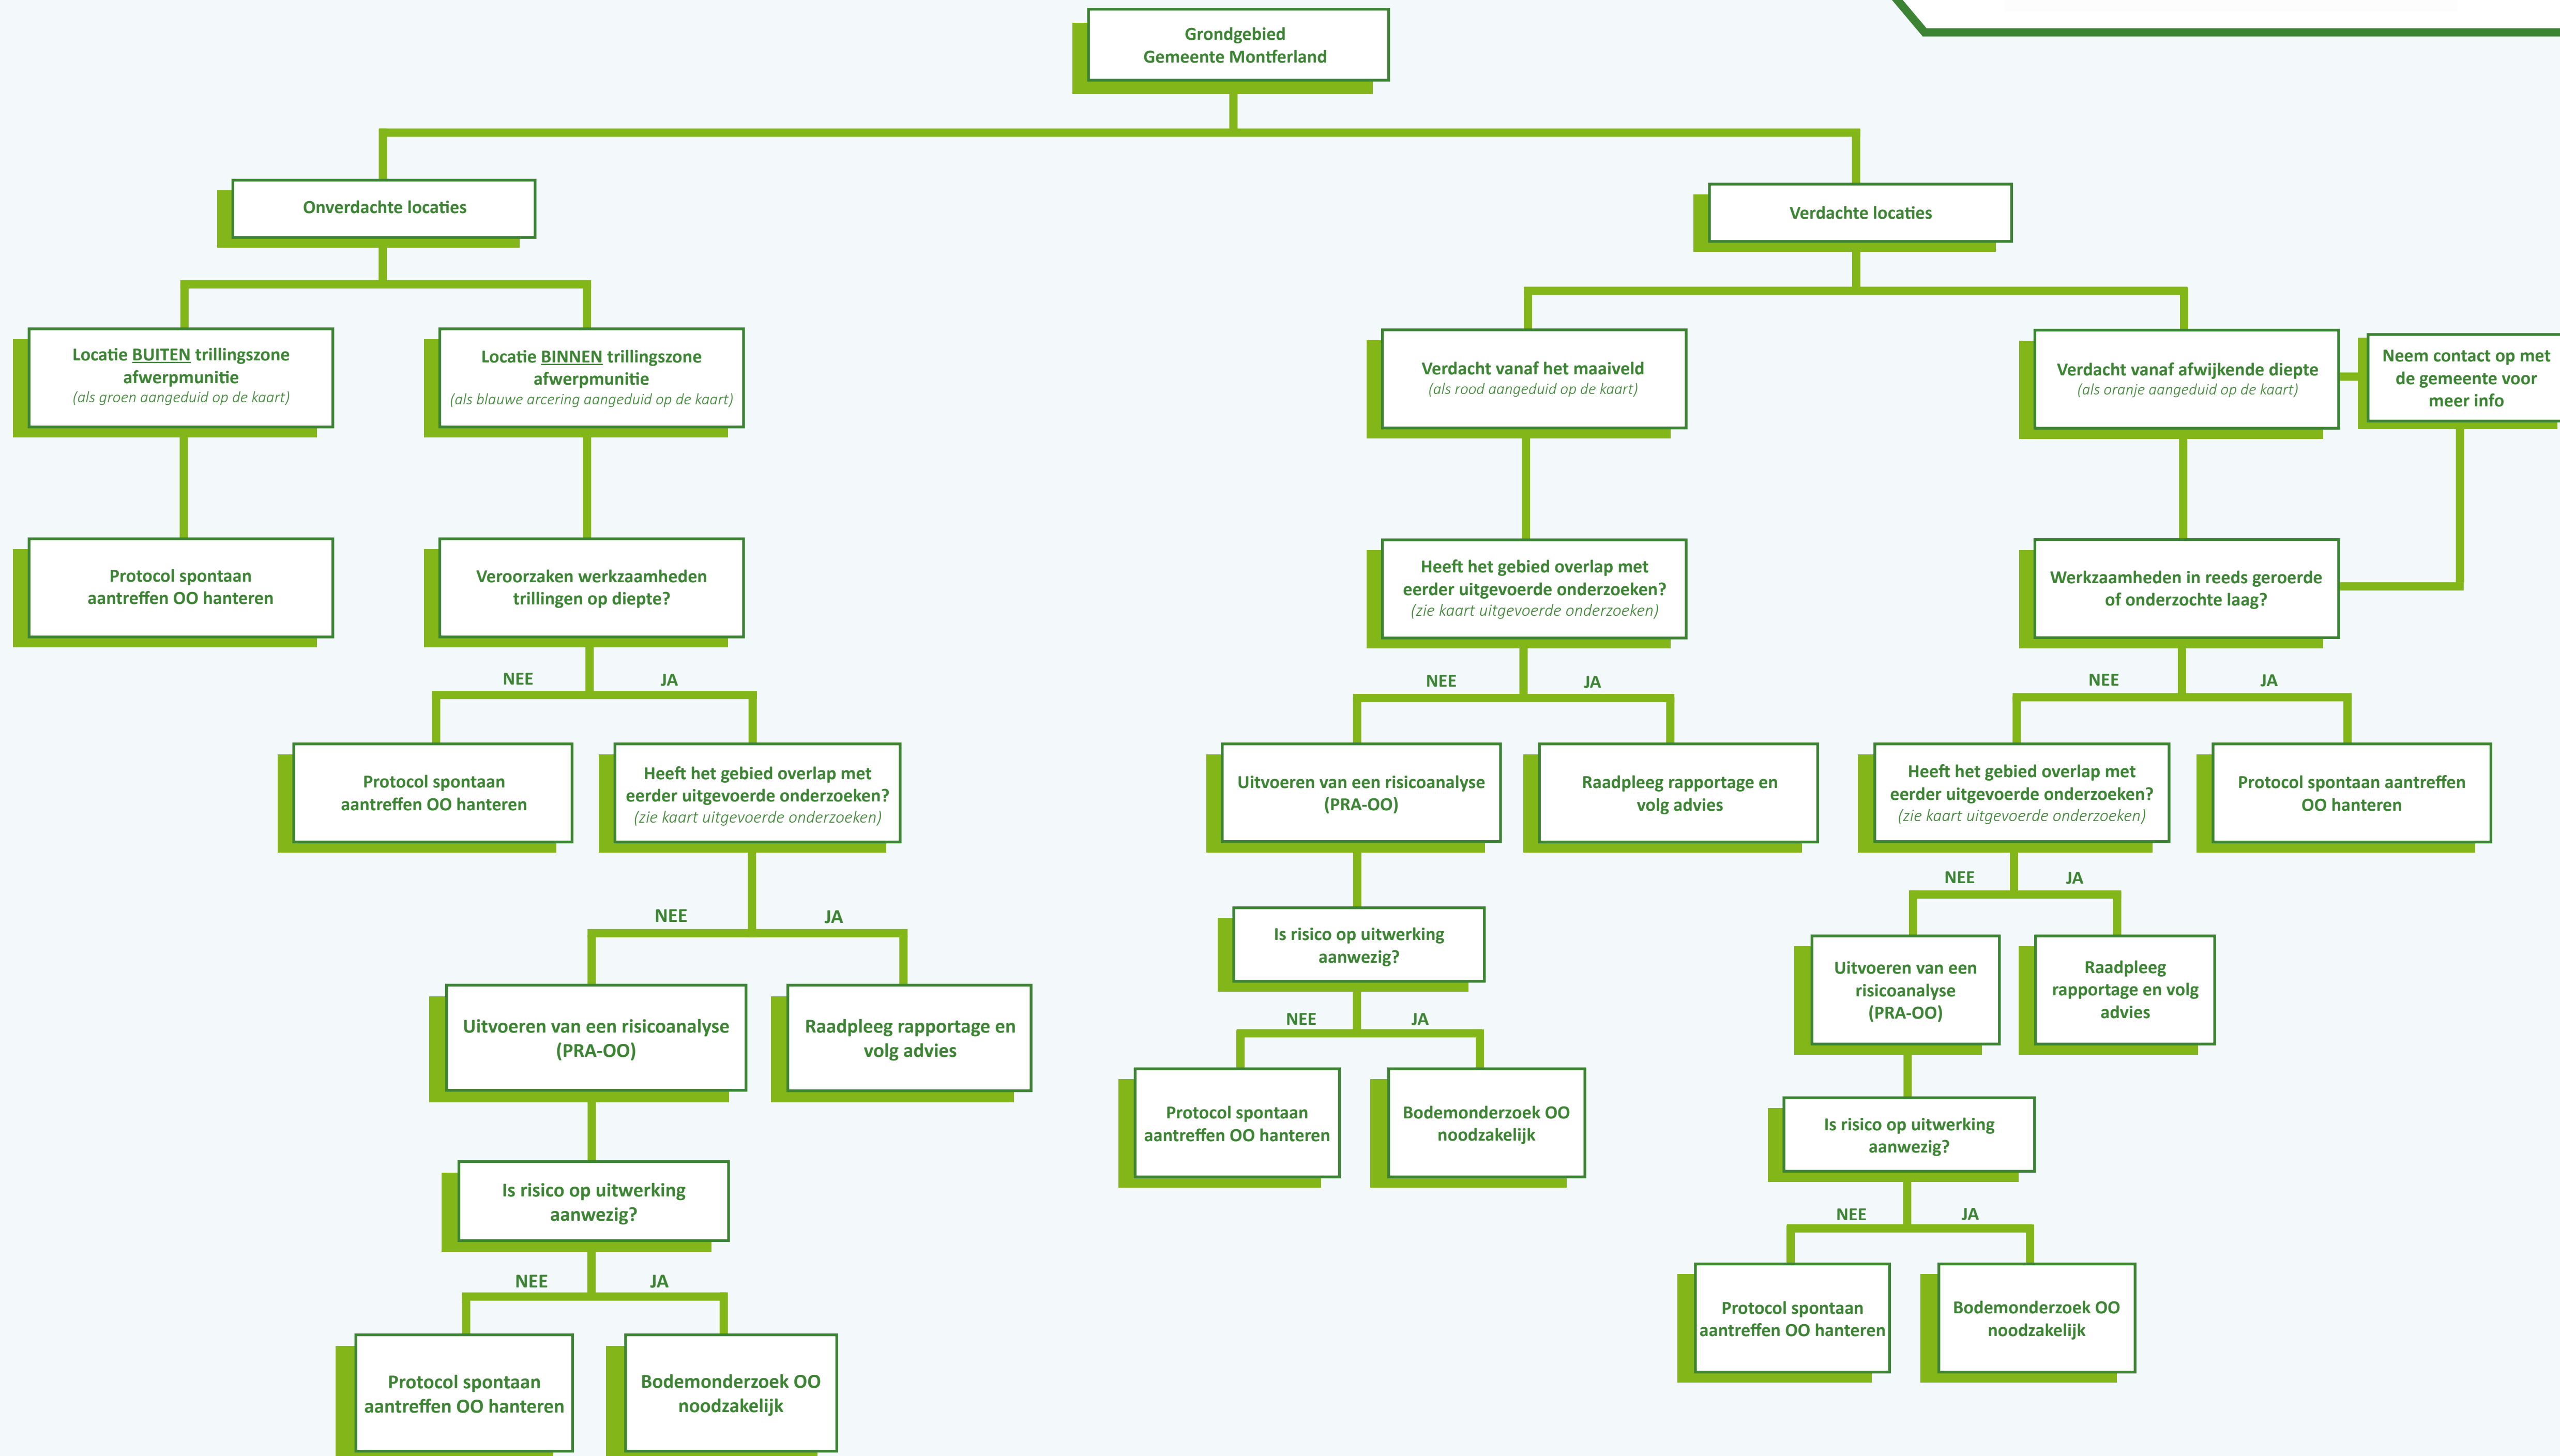 Grondgebied
Gemeente Montferland
Onverdachte locaties
Verdachte locaties
Locatie BUITEN trillingszone
afwerpmunitie
(als groen aangeduid op de kaart)
Locatie BINNEN trillingszone
afwerpmunitie
(als blauwe arcering aangeduid op de kaart)
Verdacht vanaf het maaiveld
(als rood aangeduid op de kaart)
Verdacht vanaf afwijkende diepte
(als oranje aangeduid op de kaart)
Neem contact op met
de gemeente voor
meer info
Protocol spontaan
aantreffen OO hanteren
Veroorzaken werkzaamheden
trillingen op diepte?
Heeft het gebied overlap met
eerder uitgevoerde onderzoeken?
(zie kaart uitgevoerde onderzoeken)
Werkzaamheden in reeds geroerde
of onderzochte laag?
NEE
JA
NEE
JA
NEE
JA
Protocol spontaan
aantreffen OO hanteren
Heeft het gebied overlap met
eerder uitgevoerde onderzoeken?
(zie kaart uitgevoerde onderzoeken)
Uitvoeren van een risicoanalyse
(PRA-OO)
Raadpleeg rapportage en
volg advies
Heeft het gebied overlap met
eerder uitgevoerde onderzoeken?
(zie kaart uitgevoerde onderzoeken)
Protocol spontaan aantreffen
OO hanteren
NEE
JA
NEE
JA
Uitvoeren van een risicoanalyse
(PRA-OO)
Raadpleeg rapportage en
volg advies
Is risico op uitwerking
aanwezig?
Uitvoeren van een
risicoanalyse
(PRA-OO)
Raadpleeg
rapportage en volg
advies
NEE
JA
Protocol spontaan
aantreffen OO hanteren
Bodemonderzoek OO
noodzakelijk
Is risico op uitwerking
aanwezig?
Is risico op uitwerking
aanwezig?
NEE
JA
NEE
JA
Protocol spontaan
aantreffen OO hanteren
Bodemonderzoek OO
noodzakelijk
Protocol spontaan
aantreffen OO hanteren
Bodemonderzoek OO
noodzakelijk